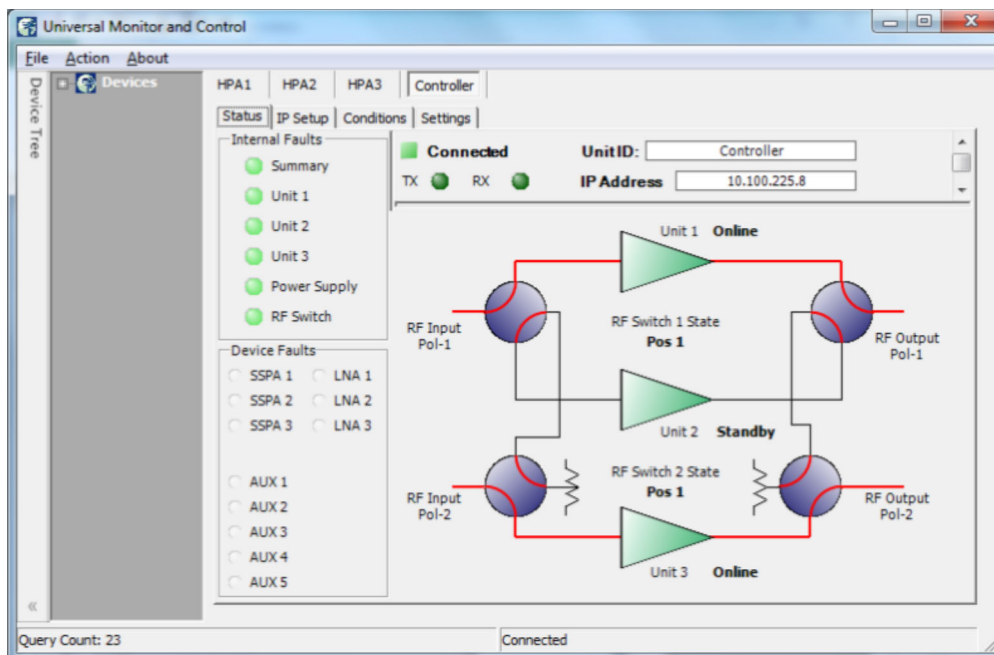 Universal Monitor and Control
File Action About
Device Tree
Devices
HPA1 HPA2 HPA3 Controller
Status IP Setup Conditions Settings
Internal Faults
Summary
Unit 1
Unit 2
Unit 3
Power Supply
RF Switch
Device Faults
SSPA 1 LNA 1
SSPA 2 LNA 2
SSPA 3 LNA 3
AUX 1
AUX 2
AUX 3
AUX 4
AUX 5
Connected UnitID: Controller
TX RX IP Address 10.100.225.8
Unit 1 Online
RF Input
Pol-1
RF Switch 1 State
Pos 1
RF Output
Pol-1
Unit 2 Standby
RF Input
Pol-2
RF Switch 2 State
Pos 1
RF Output
Pol-2
Unit 3 Online
Query Count: 23 Connected